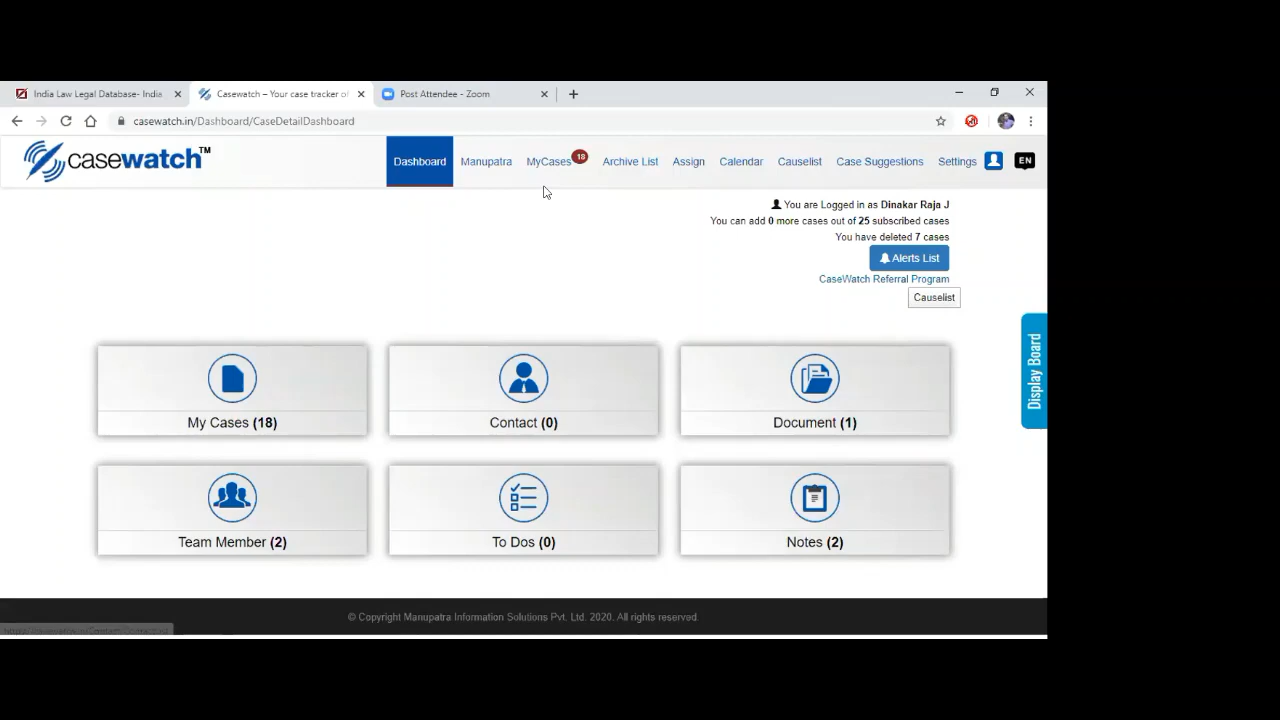 India Law Legal Database- India
Casewatch – Your case tracker of
Post Attendee - Zoom
casewatch.in/Dashboard/CaseDetailDashboard
casewatch™
Dashboard
Manupatra
MyCases 18
Archive List
Assign
Calendar
Causelist
Case Suggestions
Settings
EN
You are Logged in as Dinakar Raja J
You can add 0 more cases out of 25 subscribed cases
You have deleted 7 cases
Alerts List
CaseWatch Referral Program
Causelist
Display Board
My Cases (18)
Contact (0)
Document (1)
Team Member (2)
To Dos (0)
Notes (2)
© Copyright Manupatra Information Solutions Pvt. Ltd. 2020. All rights reserved.